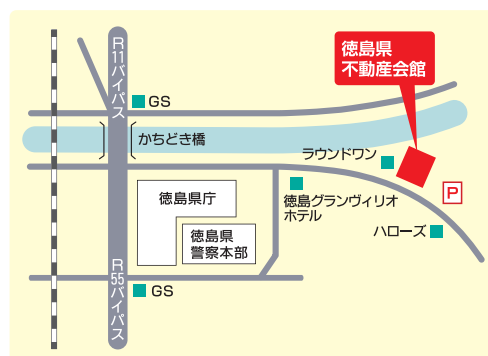 徳島県
不動産会館
R11バイパス
GS
かちどき橋
ラウンドワン
P
徳島県庁
徳島グランヴィリオ
ホテル
徳島県
警察本部
ハローズ
R55バイパス
GS